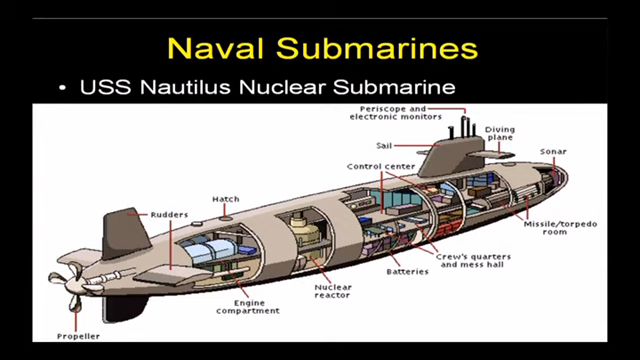 Naval Submarines
• USS Nautilus Nuclear Submarine
Periscope and
electronic monitors
Diving
plane
Sail
Sonar
Control center
Hatch
Rudders
Missile/torpedo
room
Crew's quarters
and mess hall
Batteries
Nuclear
reactor
Engine
compartment
Propeller